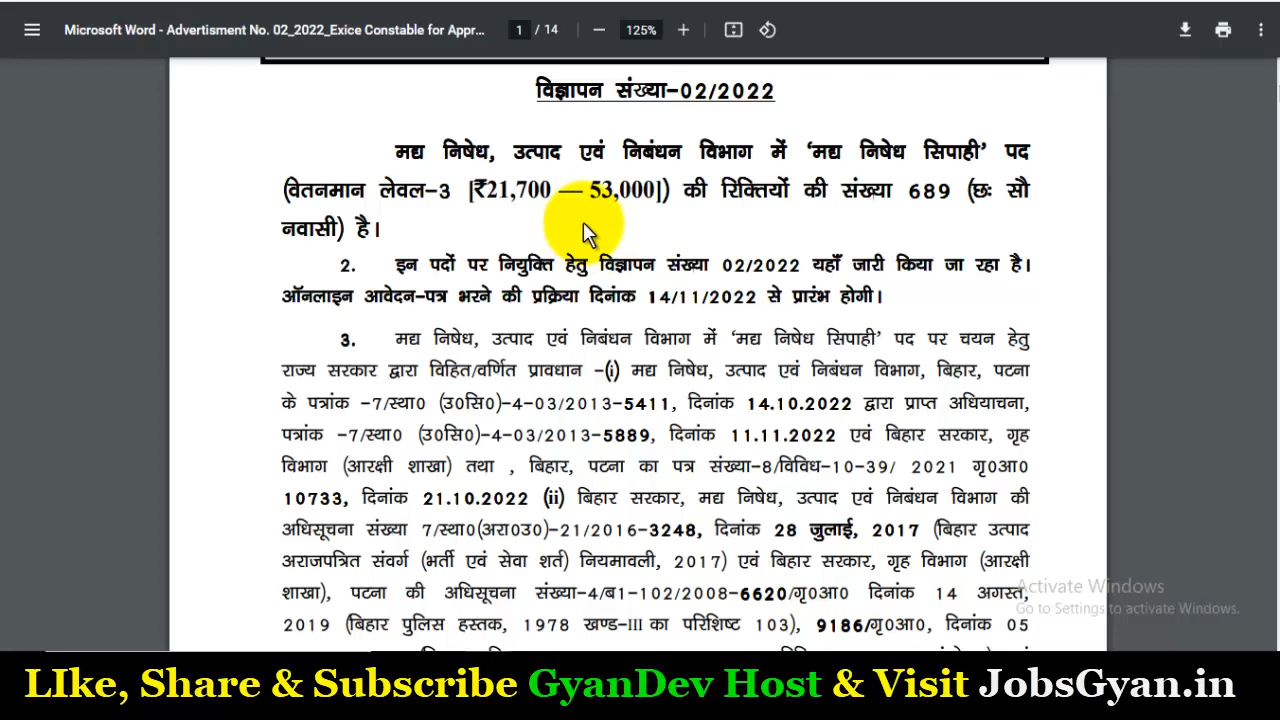 Microsoft Word - Advertisment No. 02_2022_Exice Constable for Appr...
1 / 14
125%
विज्ञापन संख्या-02/2022
मद्य निषेध, उत्पाद एवं निबंधन विभाग में ‘मद्य निषेध सिपाही’ पद
(वेतनमान लेवल-3 [₹21,700 — 53,000]) की रिक्तियों की संख्या 689 (छः सौ
नवासी) है।
2. इन पदों पर नियुक्ति हेतु विज्ञापन संख्या 02/2022 यहाँ जारी किया जा रहा है।
ऑनलाइन आवेदन-पत्र भरने की प्रक्रिया दिनांक 14/11/2022 से प्रारंभ होगी।
3. मद्य निषेध, उत्पाद एवं निबंधन विभाग में ‘मद्य निषेध सिपाही’ पद पर चयन हेतु
राज्य सरकार द्वारा विहित/वर्णित प्रावधान -(i) मद्य निषेध, उत्पाद एवं निबंधन विभाग, बिहार, पटना
के पत्रांक -7/स्था0 (उ0सि0)-4-03/2013-5411, दिनांक 14.10.2022 द्वारा प्राप्त अधियाचना,
पत्रांक -7/स्था0 (उ0सि0)-4-03/2013-5889, दिनांक 11.11.2022 एवं बिहार सरकार, गृह
विभाग (आरक्षी शाखा) तथा , बिहार, पटना का पत्र संख्या-8/विविध-10-39/ 2021 गृ0आ0
10733, दिनांक 21.10.2022 (ii) बिहार सरकार, मद्य निषेध, उत्पाद एवं निबंधन विभाग की
अधिसूचना संख्या 7/स्था0(अरा0उ0)-21/2016-3248, दिनांक 28 जुलाई, 2017 (बिहार उत्पाद
अराजपत्रित संवर्ग (भर्ती एवं सेवा शर्त) नियमावली, 2017) एवं बिहार सरकार, गृह विभाग (आरक्षी
शाखा), पटना की अधिसूचना संख्या-4/ब1-102/2008-6620/गृ0आ0 दिनांक 14 अगस्त,
2019 (बिहार पुलिस हस्तक, 1978 खण्ड-III का परिशिष्ट 103), 9186/गृ0आ0, दिनांक 05
Activate Windows
Go to Settings to activate Windows.
LIke, Share & Subscribe GyanDev Host & Visit JobsGyan.in